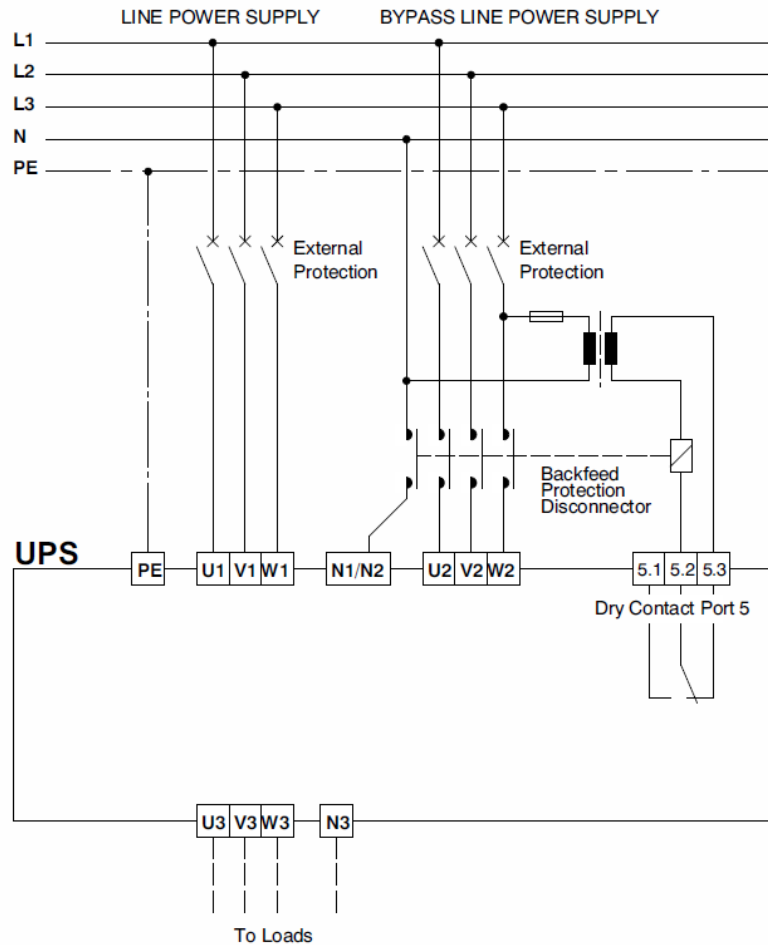 LINE POWER SUPPLY BYPASS LINE POWER SUPPLY
L1
L2
L3
N
PE
External
Protection
External
Protection
Backfeed
Protection
Disconnector
UPS
PE U1 V1 W1 N1/N2 U2 V2 W2 5.1 5.2 5.3
Dry Contact Port 5
U3 V3 W3 N3
To Loads